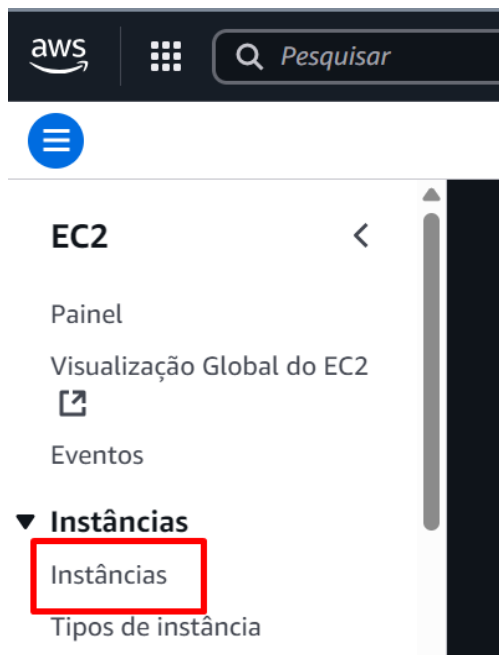 aws
Pesquisar
EC2
Painel
Visualização Global do EC2
Eventos
Instâncias
Instâncias
Tipos de instância